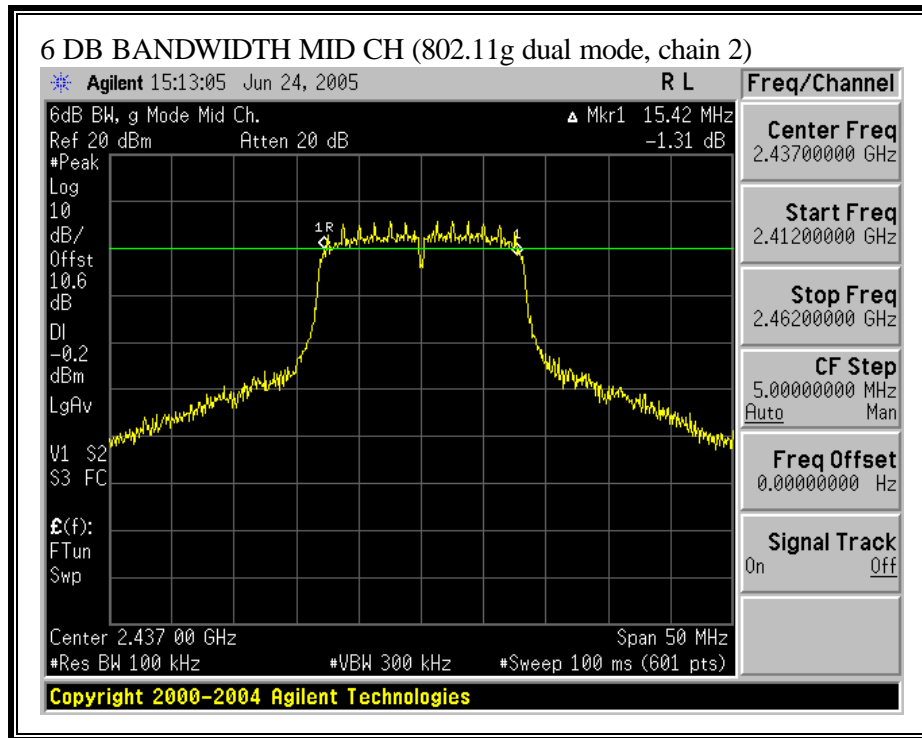 6 DB BANDWIDTH MID CH (802.11g dual mode, chain 2)
Agilent 15:13:05 Jun 24, 2005 R L
6dB BW, g Mode Mid Ch. Δ Mkr1 15.42 MHz
Ref 20 dBm Atten 20 dB -1.31 dB
#Peak
Log
10
dB/
Offst
10.6
dB
DI
-0.2
dBm
LgAv
V1 S2
S3 FC
£(f):
FTun
Swp
1R
1
Center 2.437 00 GHz Span 50 MHz
#Res BW 100 kHz #VBW 300 kHz #Sweep 100 ms (601 pts)
Copyright 2000-2004 Agilent Technologies
Freq/Channel
Center Freq
2.43700000 GHz
Start Freq
2.41200000 GHz
Stop Freq
2.46200000 GHz
CF Step
5.00000000 MHz
Auto Man
Freq Offset
0.00000000 Hz
Signal Track
On Off